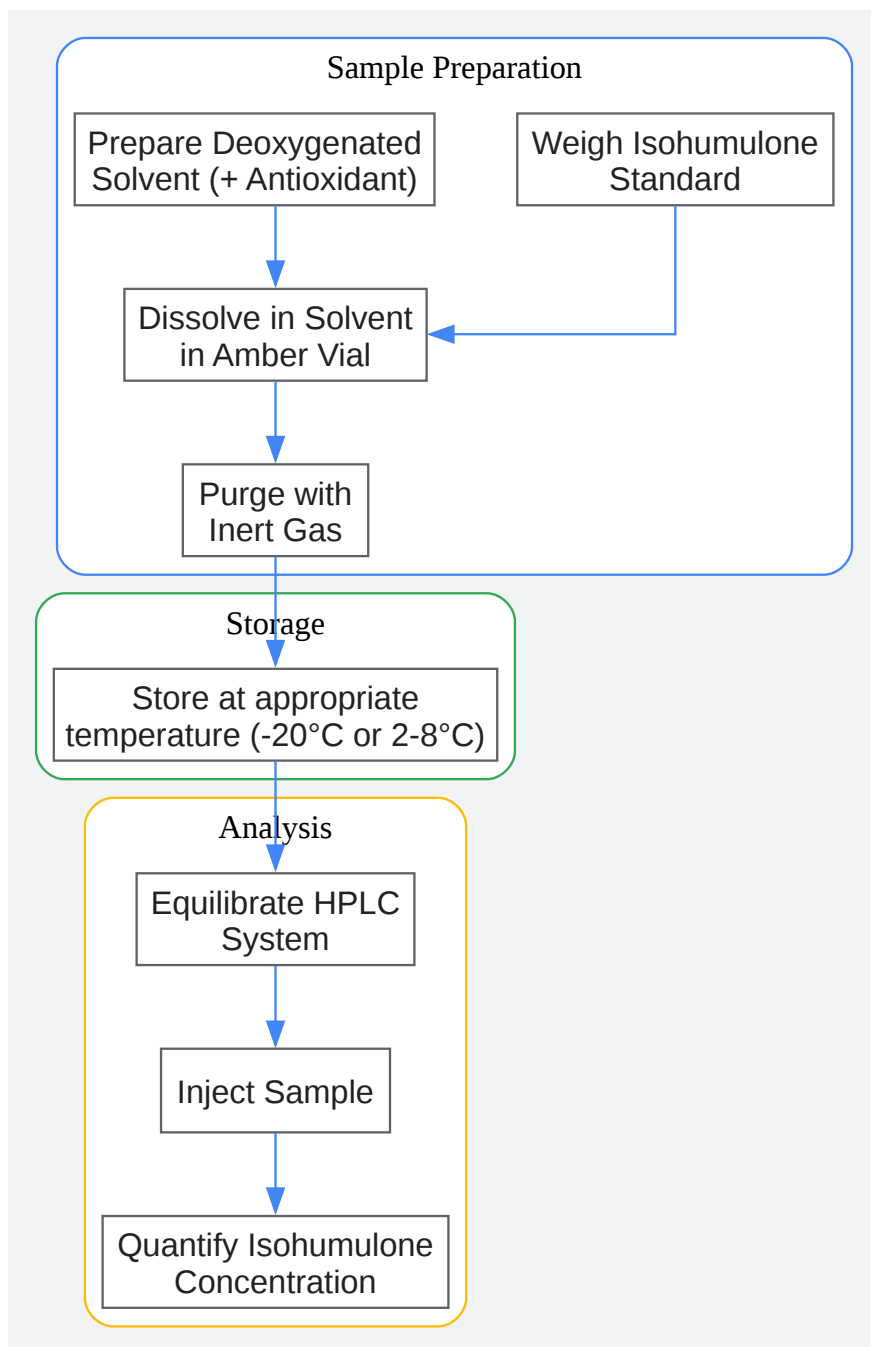 Sample Preparation
Prepare Deoxygenated
Solvent (+ Antioxidant)
Weigh Isohumulone
Standard
Dissolve in Solvent
in Amber Vial
Purge with
Inert Gas
Storage
Store at appropriate
temperature (-20°C or 2-8°C)
Analysis
Equilibrate HPLC
System
Inject Sample
Quantify Isohumulone
Concentration